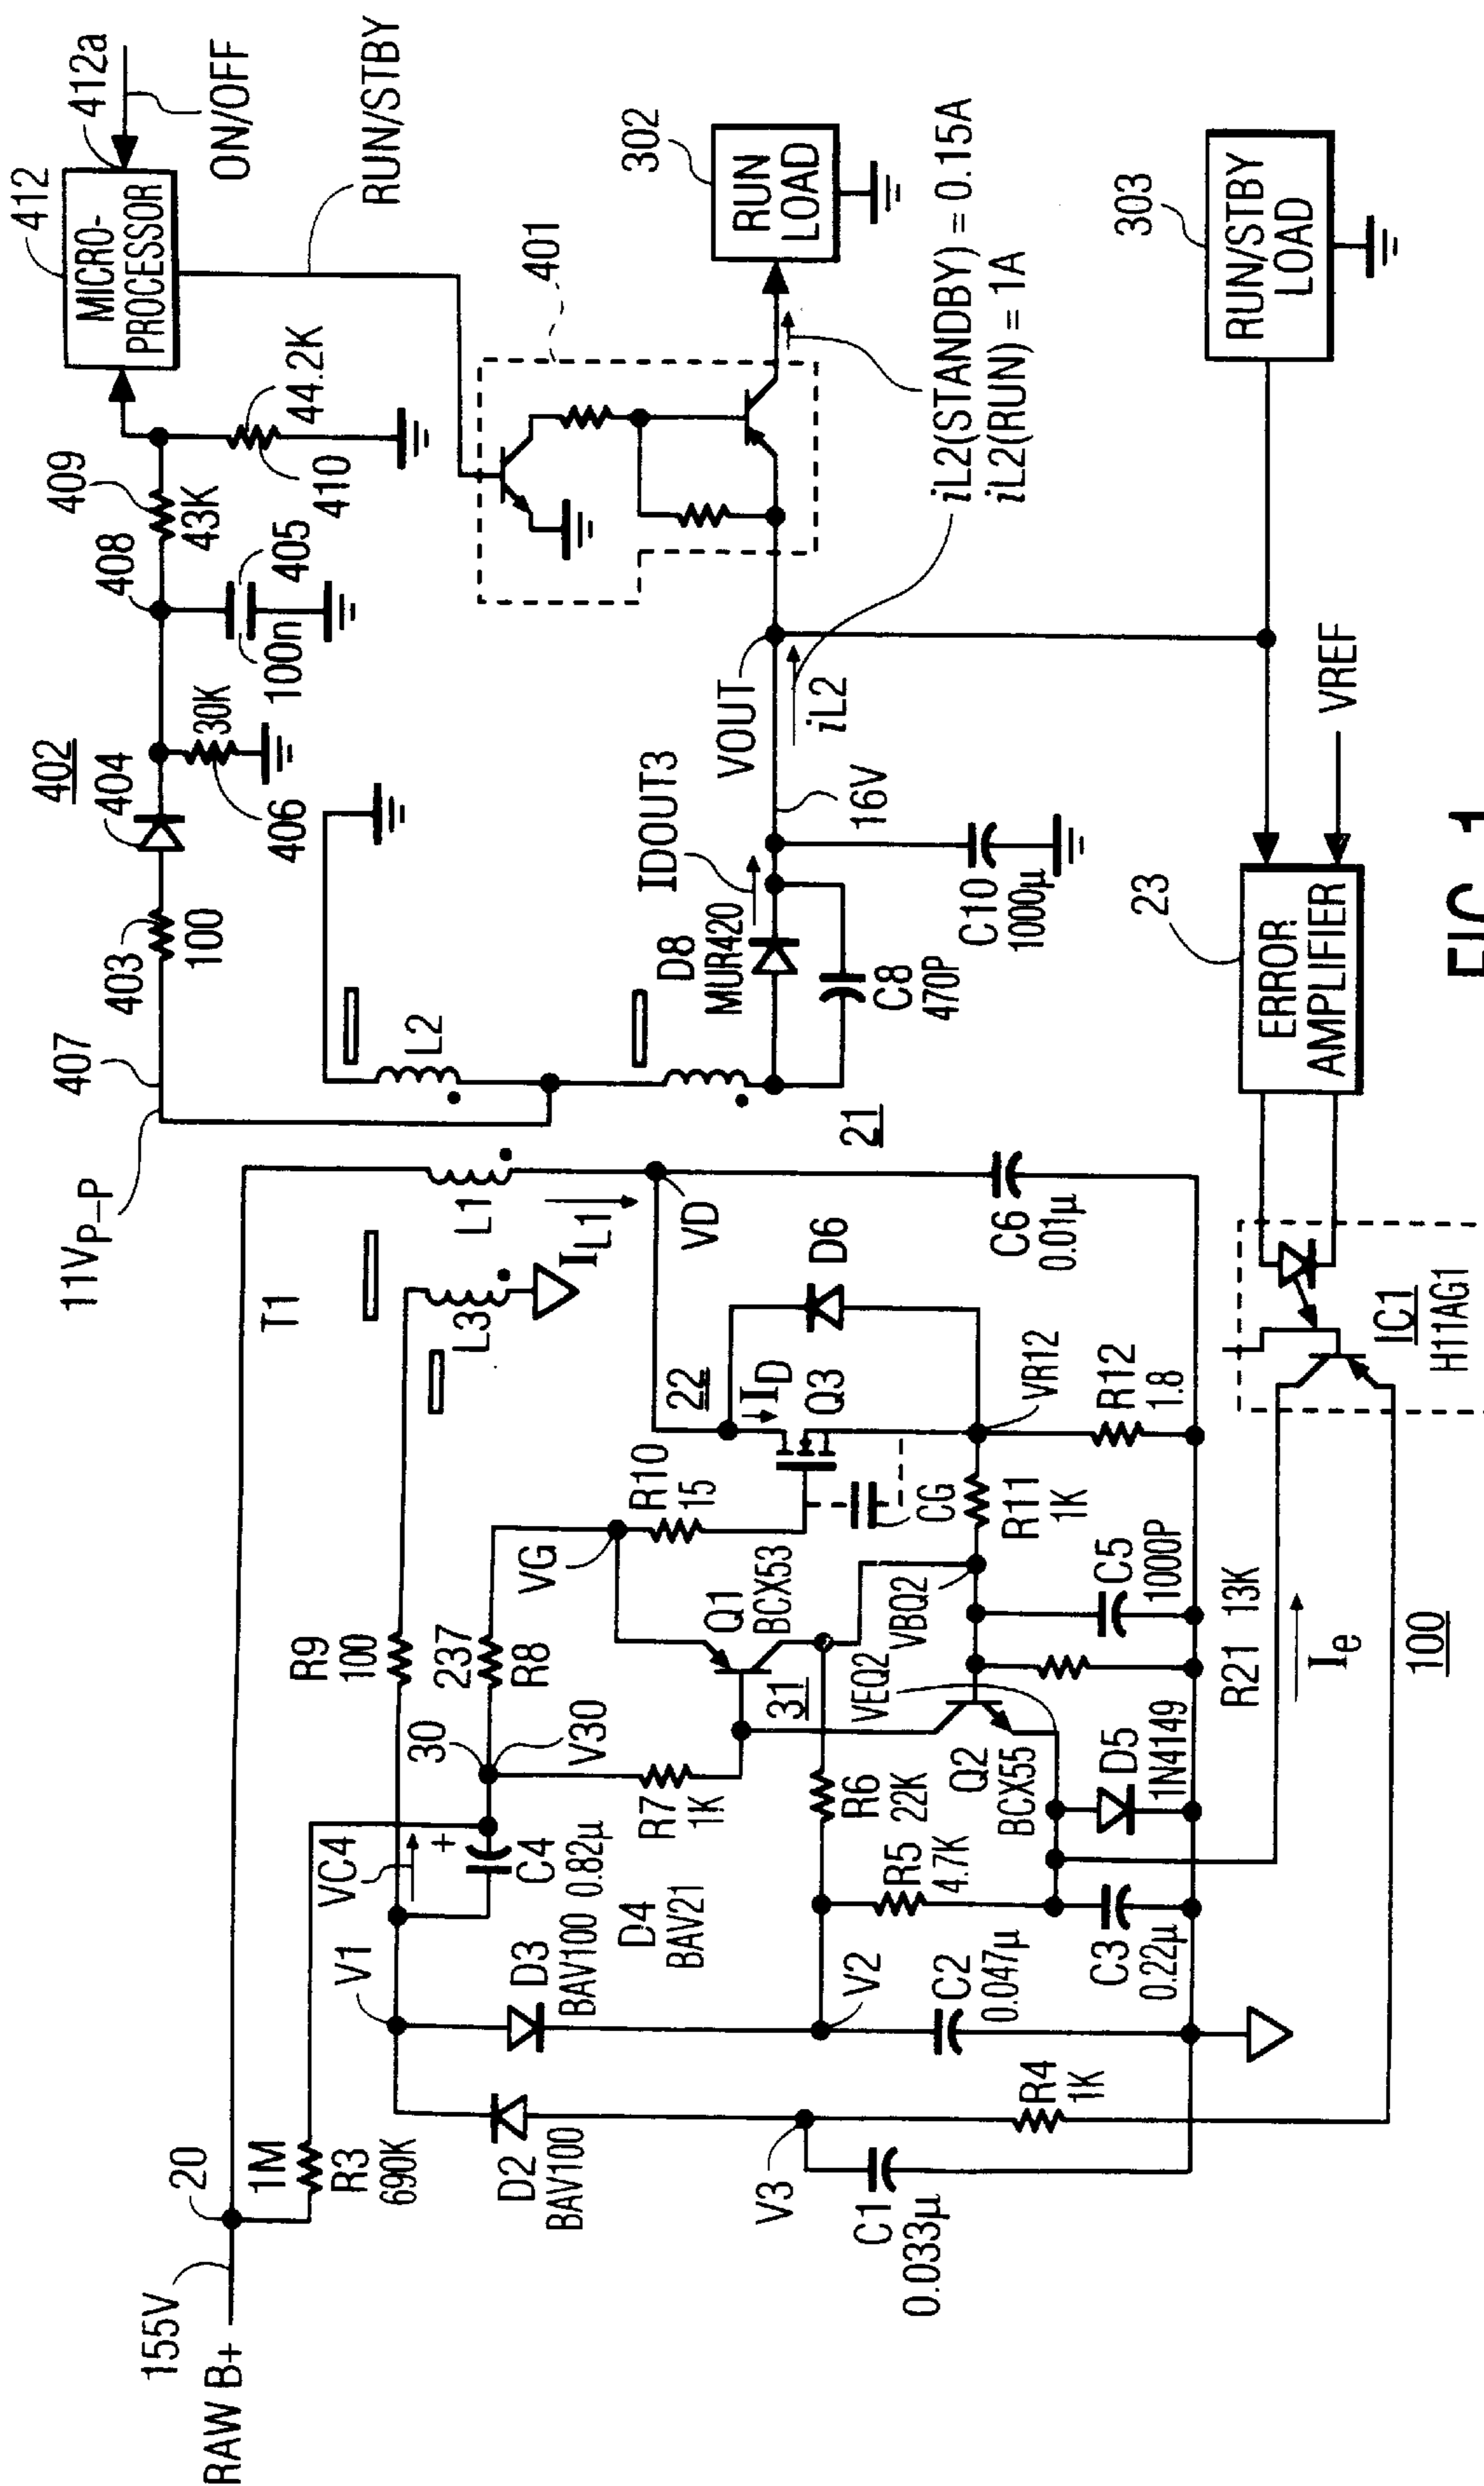 RAW B+
155V
20
1M
R3
690K
D2
BAV100
V3
C1
0.033µ
R4
1K
V1
D3
BAV100
V2
C2
0.047µ
VC4
+
C4
0.82µ
D4
BAV21
C3
0.22µ
R5
4.7K
R6
22K
30
V30
R7
1K
R9
100
237
R8
31
VEQ2
Q2
BCX55
D5
1N4149
VG
Q1
BCX53
VBQ2
R10
15
CG
R11
1K
C5
1000P
R21 13K
Ie
100
22
ID
Q3
D6
VR12
R12
1.8
T1
L3
L1
IL1
VD
C6
0.01µ
IC1
H11AG1
11VP-P
407
403
100
402
404
406
30K
408
100n
405
409
43K
410
44.2K
412
MICRO-
PROCESSOR
412a
ON/OFF
RUN/STBY
401
L2
21
D8
MUR420
IDOUT3
C8
470P
C10
1000µ
16V
VOUT
iL2
iL2(STANDBY) = 0.15A
iL2(RUN) = 1A
302
RUN
LOAD
303
RUN/STBY
LOAD
VREF
23
ERROR
AMPLIFIER
FIG. 1